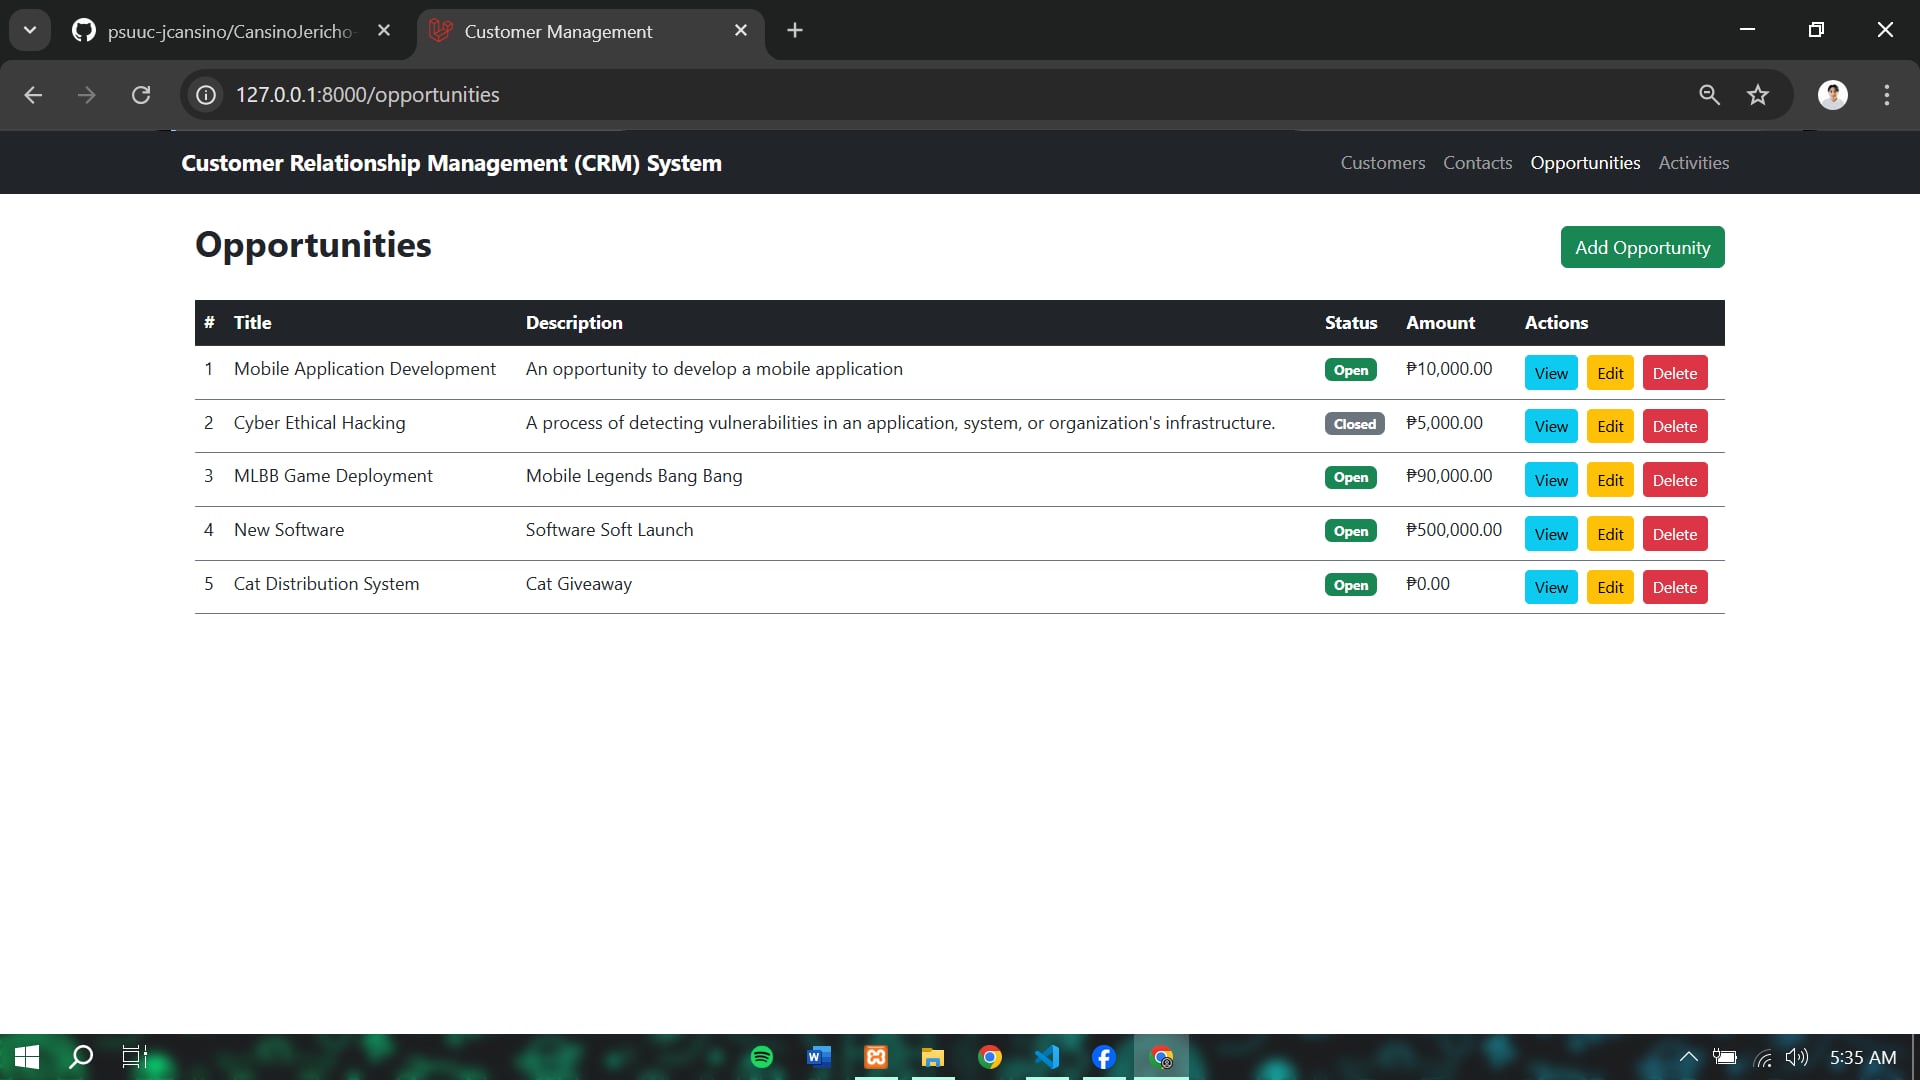 psuuc-jcansino/CansinoJericho-
Customer Management
127.0.0.1:8000/opportunities
Customer Relationship Management (CRM) System
Customers Contacts Opportunities Activities
Opportunities
Add Opportunity
# Title Description Status Amount Actions
1 Mobile Application Development An opportunity to develop a mobile application Open ₱10,000.00 View Edit Delete
2 Cyber Ethical Hacking A process of detecting vulnerabilities in an application, system, or organization's infrastructure. Closed ₱5,000.00 View Edit Delete
3 MLBB Game Deployment Mobile Legends Bang Bang Open ₱90,000.00 View Edit Delete
4 New Software Software Soft Launch Open ₱500,000.00 View Edit Delete
5 Cat Distribution System Cat Giveaway Open ₱0.00 View Edit Delete
5:35 AM